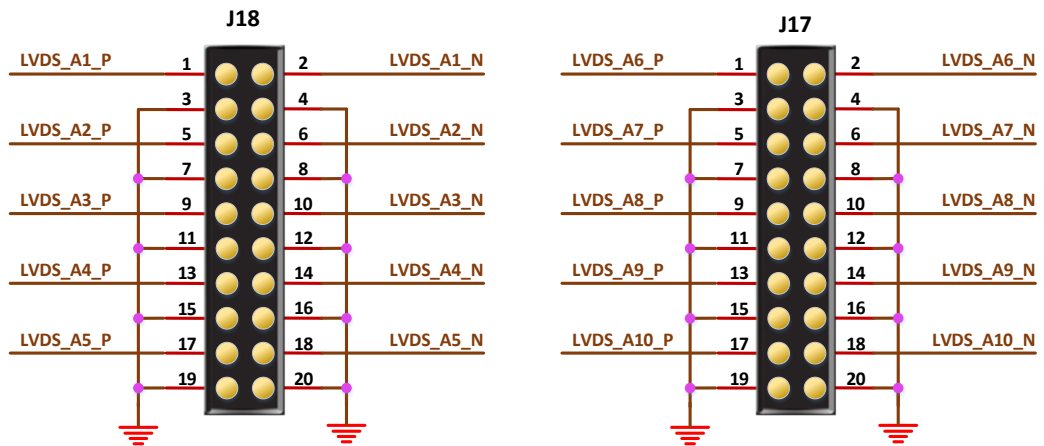 J18
LVDS_A1_P 1 2 LVDS_A1_N
3 4
LVDS_A2_P 5 6 LVDS_A2_N
7 8
LVDS_A3_P 9 10 LVDS_A3_N
11 12
LVDS_A4_P 13 14 LVDS_A4_N
15 16
LVDS_A5_P 17 18 LVDS_A5_N
19 20
J17
LVDS_A6_P 1 2 LVDS_A6_N
3 4
LVDS_A7_P 5 6 LVDS_A7_N
7 8
LVDS_A8_P 9 10 LVDS_A8_N
11 12
LVDS_A9_P 13 14 LVDS_A9_N
15 16
LVDS_A10_P 17 18 LVDS_A10_N
19 20